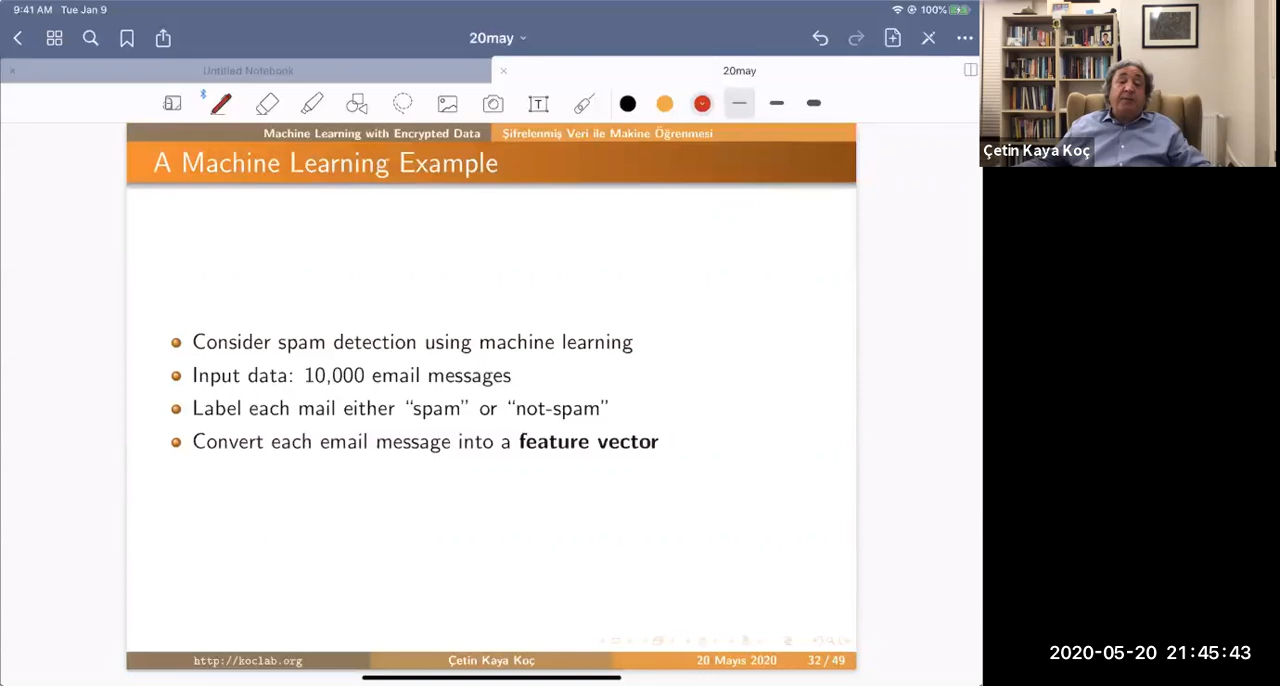 9:41 AM Tue Jan 9
100%
20may
Untitled Notebook
20may
T
Machine Learning with Encrypted Data
Şifrelenmiş Veri ile Makine Öğrenmesi
A Machine Learning Example
Consider spam detection using machine learning
Input data: 10,000 email messages
Label each mail either “spam” or “not-spam”
Convert each email message into a feature vector
http://koclab.org
Çetin Kaya Koç
20 Mayıs 2020
32 / 49
Çetin Kaya Koç
2020-05-20 21:45:43